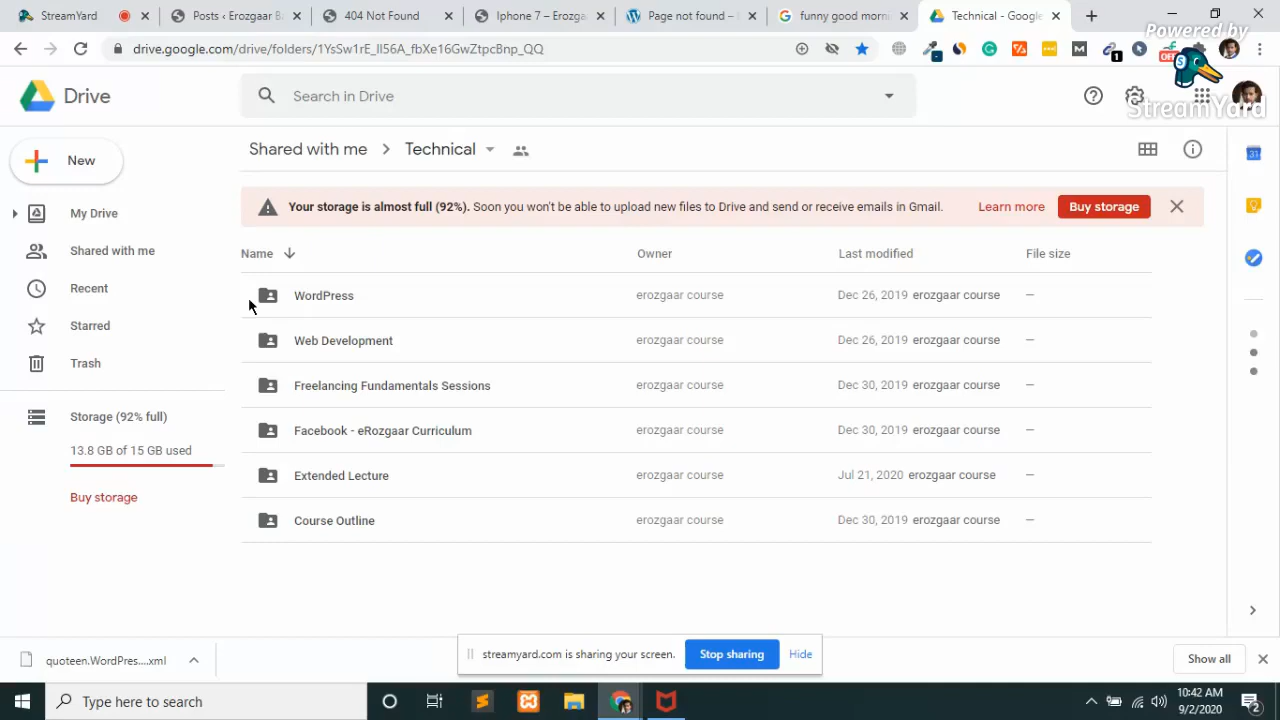 StreamYard
Posts ‹ Erozgaar B
404 Not Found
Iphone 7 – Erozga
Page not found –
funny good morni
Technical - Google
drive.google.com/drive/folders/1YsSw1rE_lI56A_fbXe16GwZtpcBnp_QQ
1
OFF
Powered by
StreamYard
Drive
Search in Drive
New
Shared with me
Technical
My Drive
Shared with me
Recent
Starred
Trash
Storage (92% full)
13.8 GB of 15 GB used
Buy storage
Your storage is almost full (92%). Soon you won't be able to upload new files to Drive and send or receive emails in Gmail.
Learn more
Buy storage
Name Owner Last modified File size
WordPress erozgaar course Dec 26, 2019 erozgaar course –
Web Development erozgaar course Dec 26, 2019 erozgaar course –
Freelancing Fundamentals Sessions erozgaar course Dec 30, 2019 erozgaar course –
Facebook - eRozgaar Curriculum erozgaar course Dec 30, 2019 erozgaar course –
Extended Lecture erozgaar course Jul 21, 2020 erozgaar course –
Course Outline erozgaar course Dec 30, 2019 erozgaar course –
31
streamyard.com is sharing your screen. Stop sharing Hide
quoteen.WordPres....xml
Show all
Type here to search
10:42 AM
9/2/2020
2